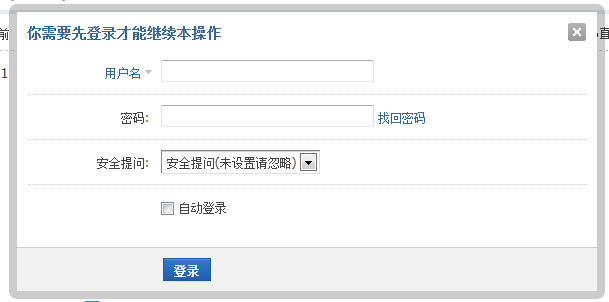 你需要先登录才能继续本操作
前
直
1
用户名
密码: 找回密码
安全提问: 安全提问(未设置请忽略)
自动登录
登录